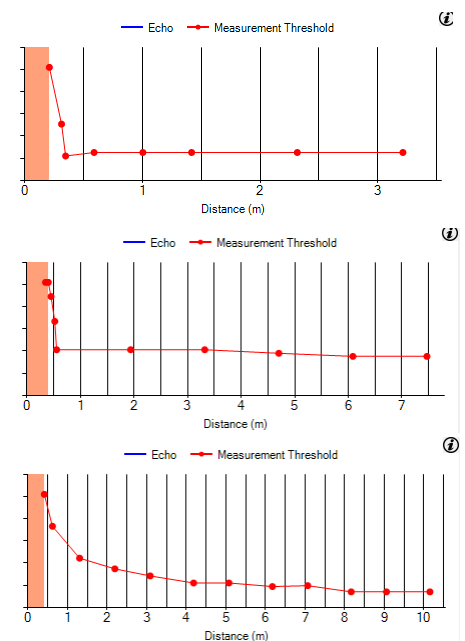 i
Echo Measurement Threshold
0 1 2 3
Distance (m)
i
Echo Measurement Threshold
0 1 2 3 4 5 6 7
Distance (m)
i
Echo Measurement Threshold
0 1 2 3 4 5 6 7 8 9 10
Distance (m)